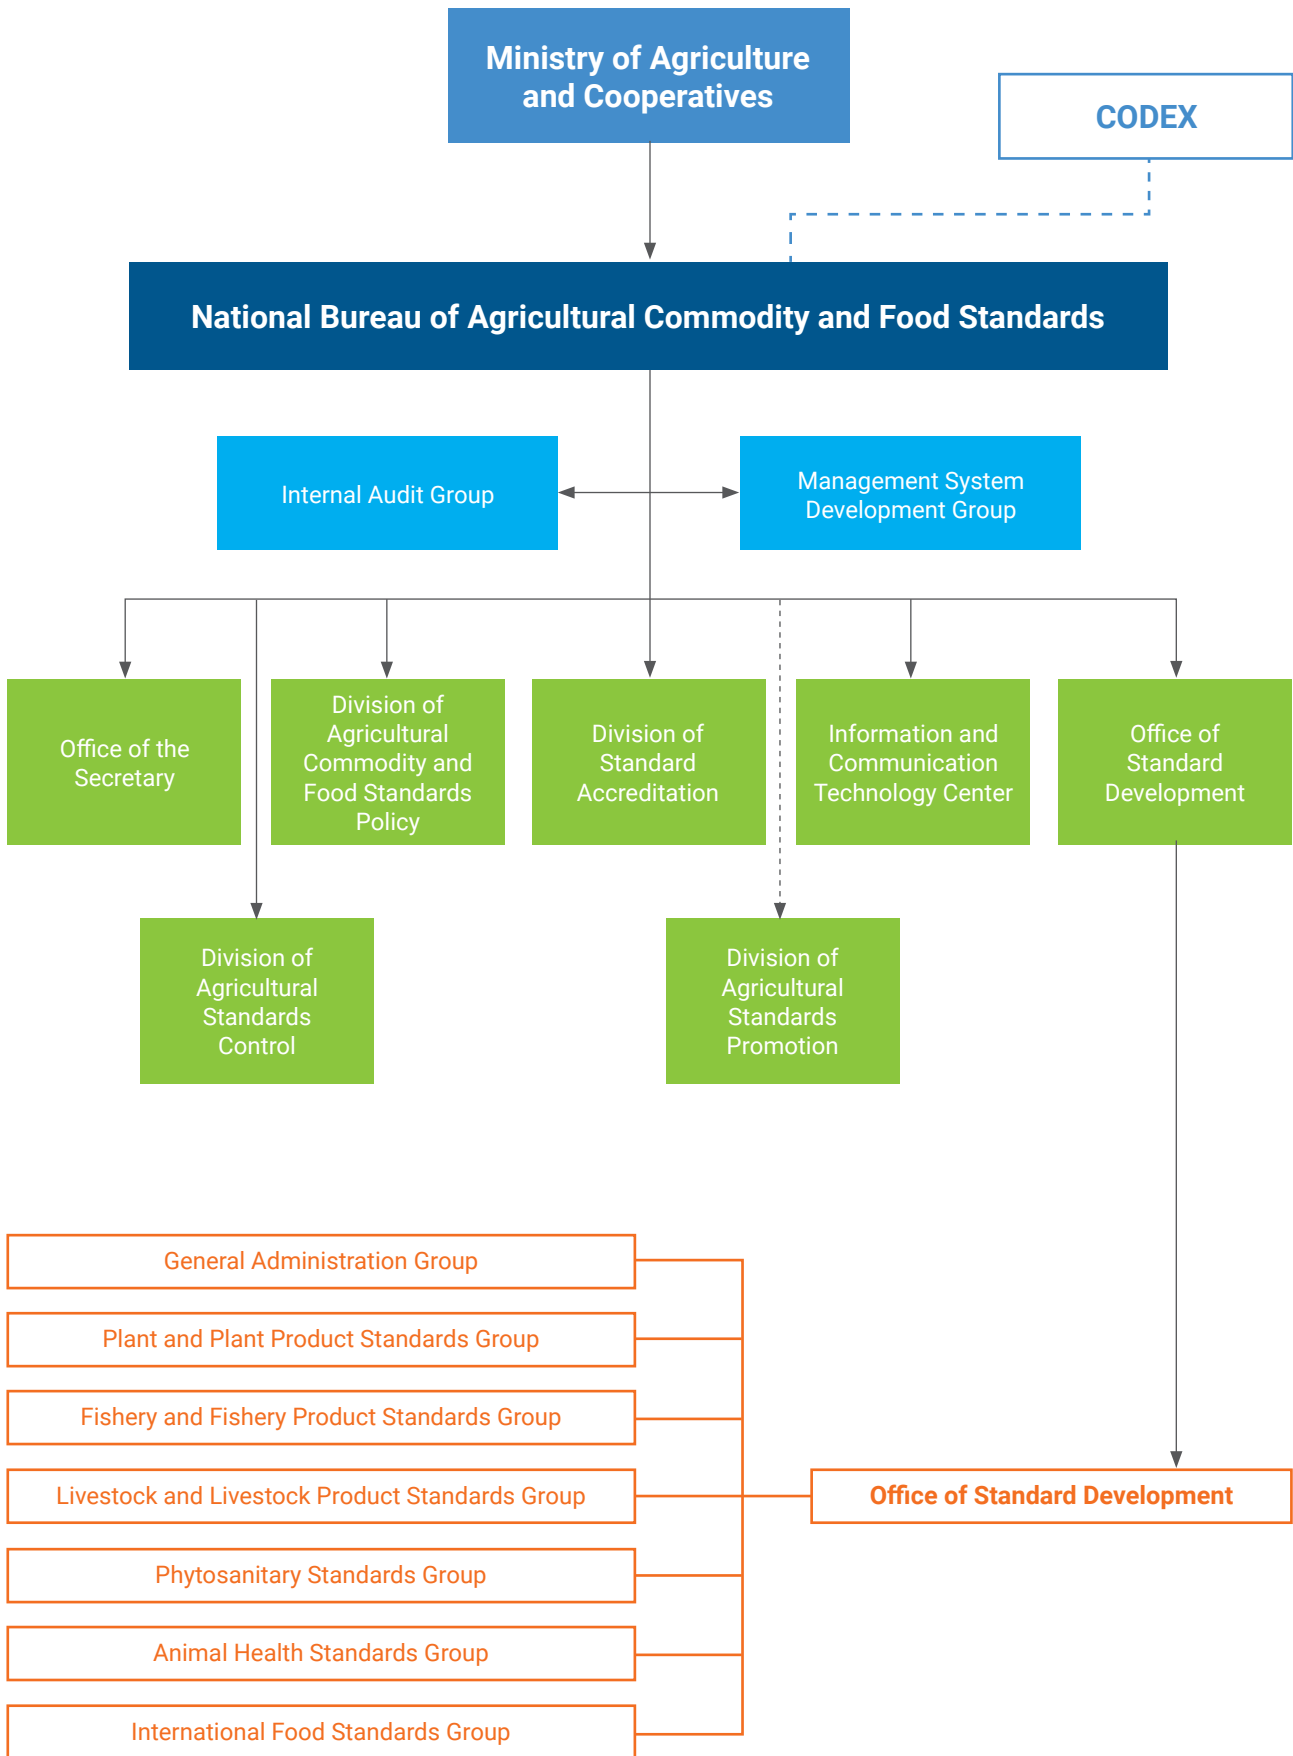 Ministry of Agriculture
and Cooperatives
CODEX
National Bureau of Agricultural Commodity and Food Standards
Internal Audit Group
Management System
Development Group
Office of the
Secretary
Division of
Agricultural
Commodity and
Food Standards
Policy
Division of
Standard
Accreditation
Information and
Communication
Technology Center
Office of
Standard
Development
Division of
Agricultural
Standards
Control
Division of
Agricultural
Standards
Promotion
General Administration Group
Plant and Plant Product Standards Group
Fishery and Fishery Product Standards Group
Livestock and Livestock Product Standards Group
Office of Standard Development
Phytosanitary Standards Group
Animal Health Standards Group
International Food Standards Group